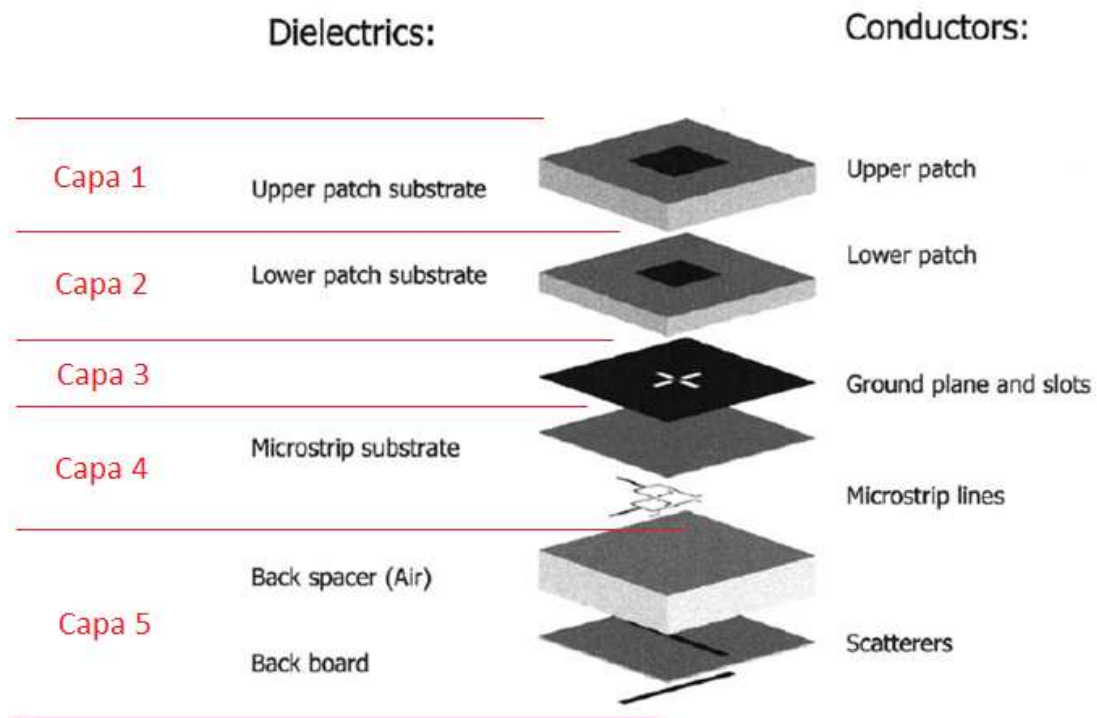 Dielectrics:
Conductors:
Capa 1
Upper patch substrate
Upper patch
Capa 2
Lower patch substrate
Lower patch
Capa 3
Ground plane and slots
Capa 4
Microstrip substrate
Microstrip lines
Capa 5
Back spacer (Air)
Back board
Scatterers